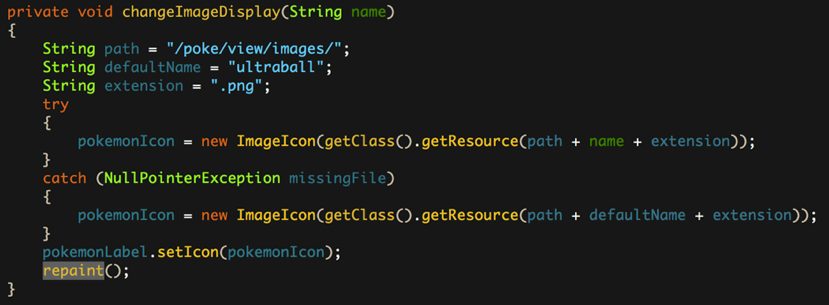 private void changeImageDisplay(String name)
{
    String path = "/poke/view/images/";
    String defaultName = "ultraball";
    String extension = ".png";
    try
    {
        pokemonIcon = new ImageIcon(getClass().getResource(path + name + extension));
    }
    catch (NullPointerException missingFile)
    {
        pokemonIcon = new ImageIcon(getClass().getResource(path + defaultName + extension));
    }
    pokemonLabel.setIcon(pokemonIcon);
    repaint();
}